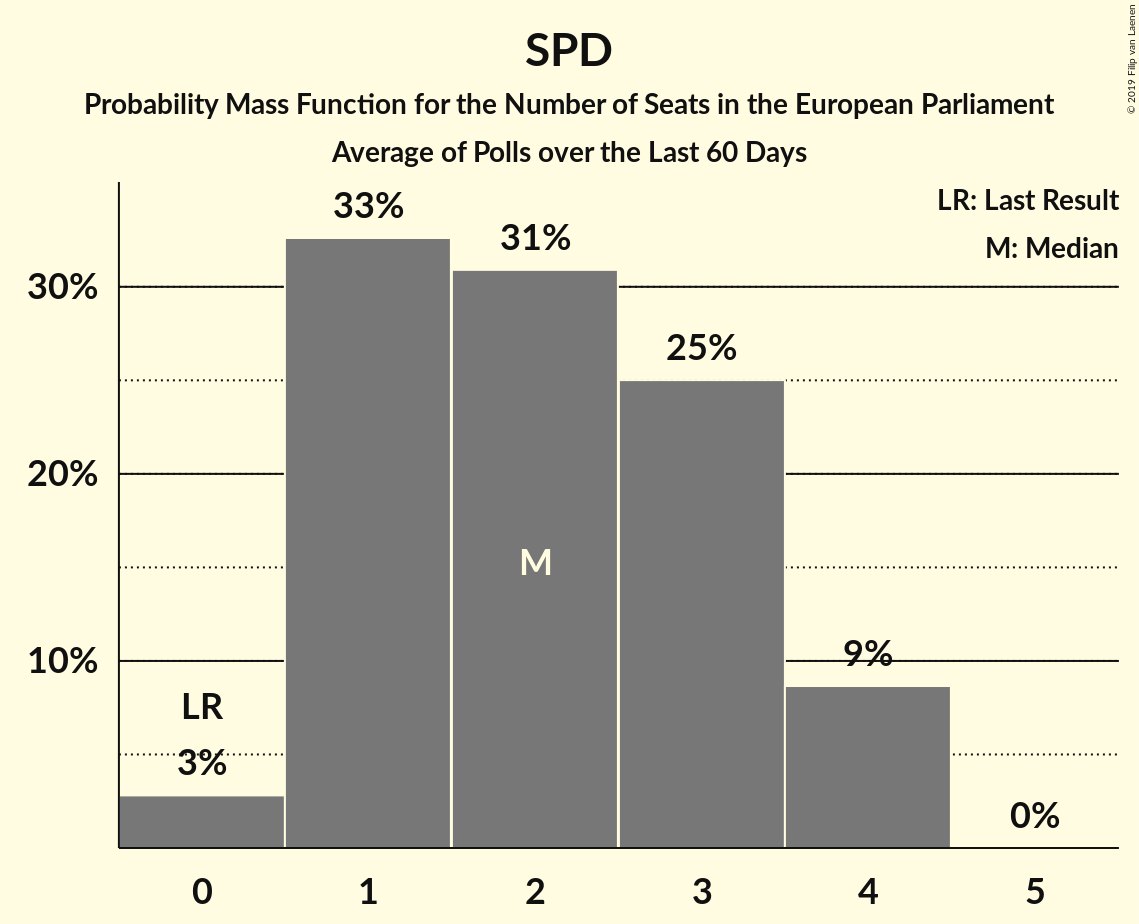 SPD
Probability Mass Function for the Number of Seats in the European Parliament
Average of Polls over the Last 60 Days
© 2019 Filip van Laenen
LR: Last Result
M: Median
33%
31%
30%
25%
20%
M
10%
9%
LR
3%
0%
0 1 2 3 4 5